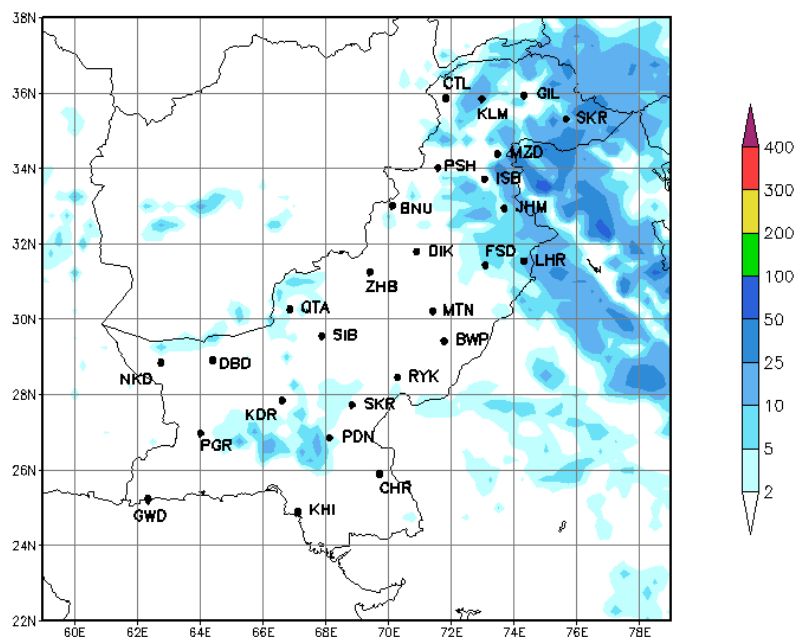 38N
CTL
36N
GIL
KLM
SKR
400
34N
PSH
MZD
ISB
300
BNU
JHM
200
32N
DIK
FSD
LHR
100
ZHB
QTA
MTN
50
30N
SIB
BWP
NKD
DBD
RYK
25
28N
KDR
SKR
10
PGR
PDN
5
26N
CHR
2
GWD
KHI
24N
22N
60E 62E 64E 66E 68E 70E 72E 74E 76E 78E